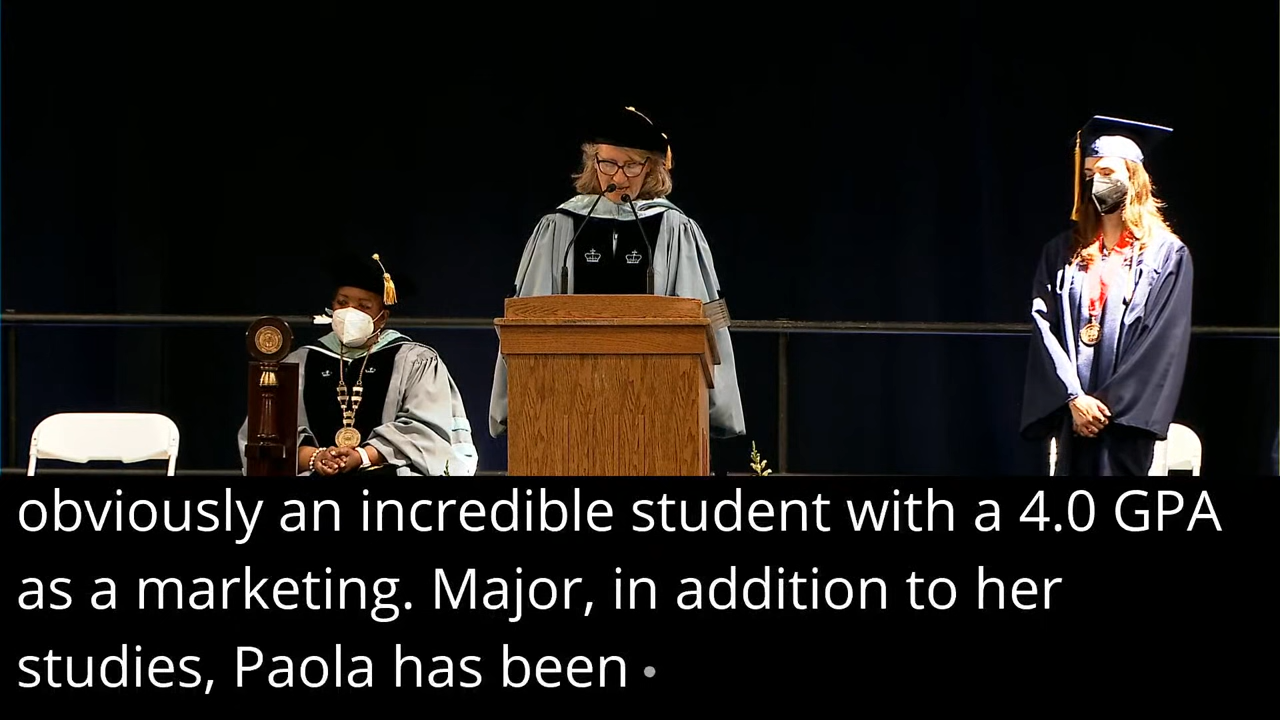 obviously an incredible student with a 4.0 GPA
as a marketing. Major, in addition to her
studies, Paola has been •